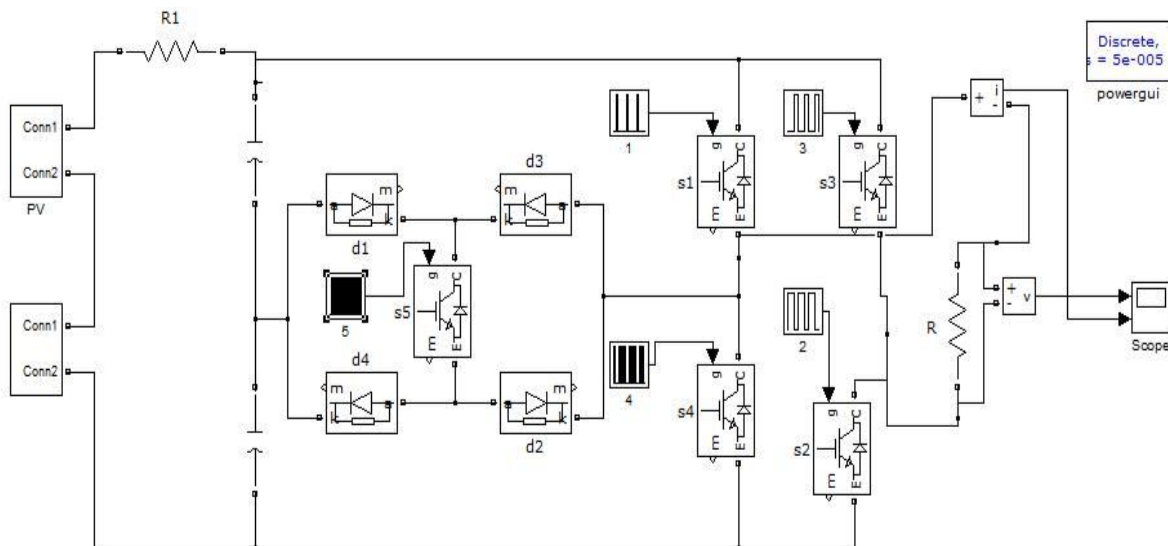 R1
Discrete,
s = 5e-005
powergui
Conn1
Conn2
PV
1
3
i
+
-
g
C
s1
E
E
g
C
s3
E
E
d3
m
a
k
d1
m
a
k
5
g
C
s5
E
E
Conn1
Conn2
d4
m
k
a
d2
m
a
k
4
g
C
s4
E
E
2
g
C
s2
E
E
R
+
-
v
Scope